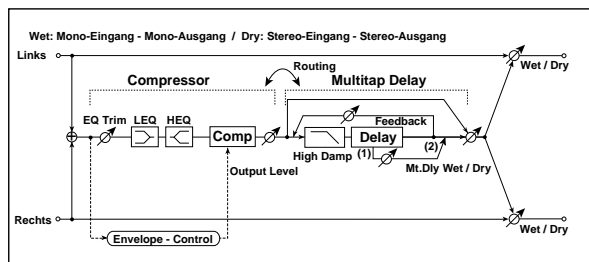 Wet: Mono-Eingang - Mono-Ausgang / Dry: Stereo-Eingang - Stereo-Ausgang
Links
Wet / Dry
Routing
Compressor
Multitap Delay
EQ Trim
LEQ
HEQ
Feedback
Comp
Delay
High Damp
(1)
(2)
Output Level
Mt.Dly Wet / Dry
Rechts
Wet / Dry
Envelope - Control